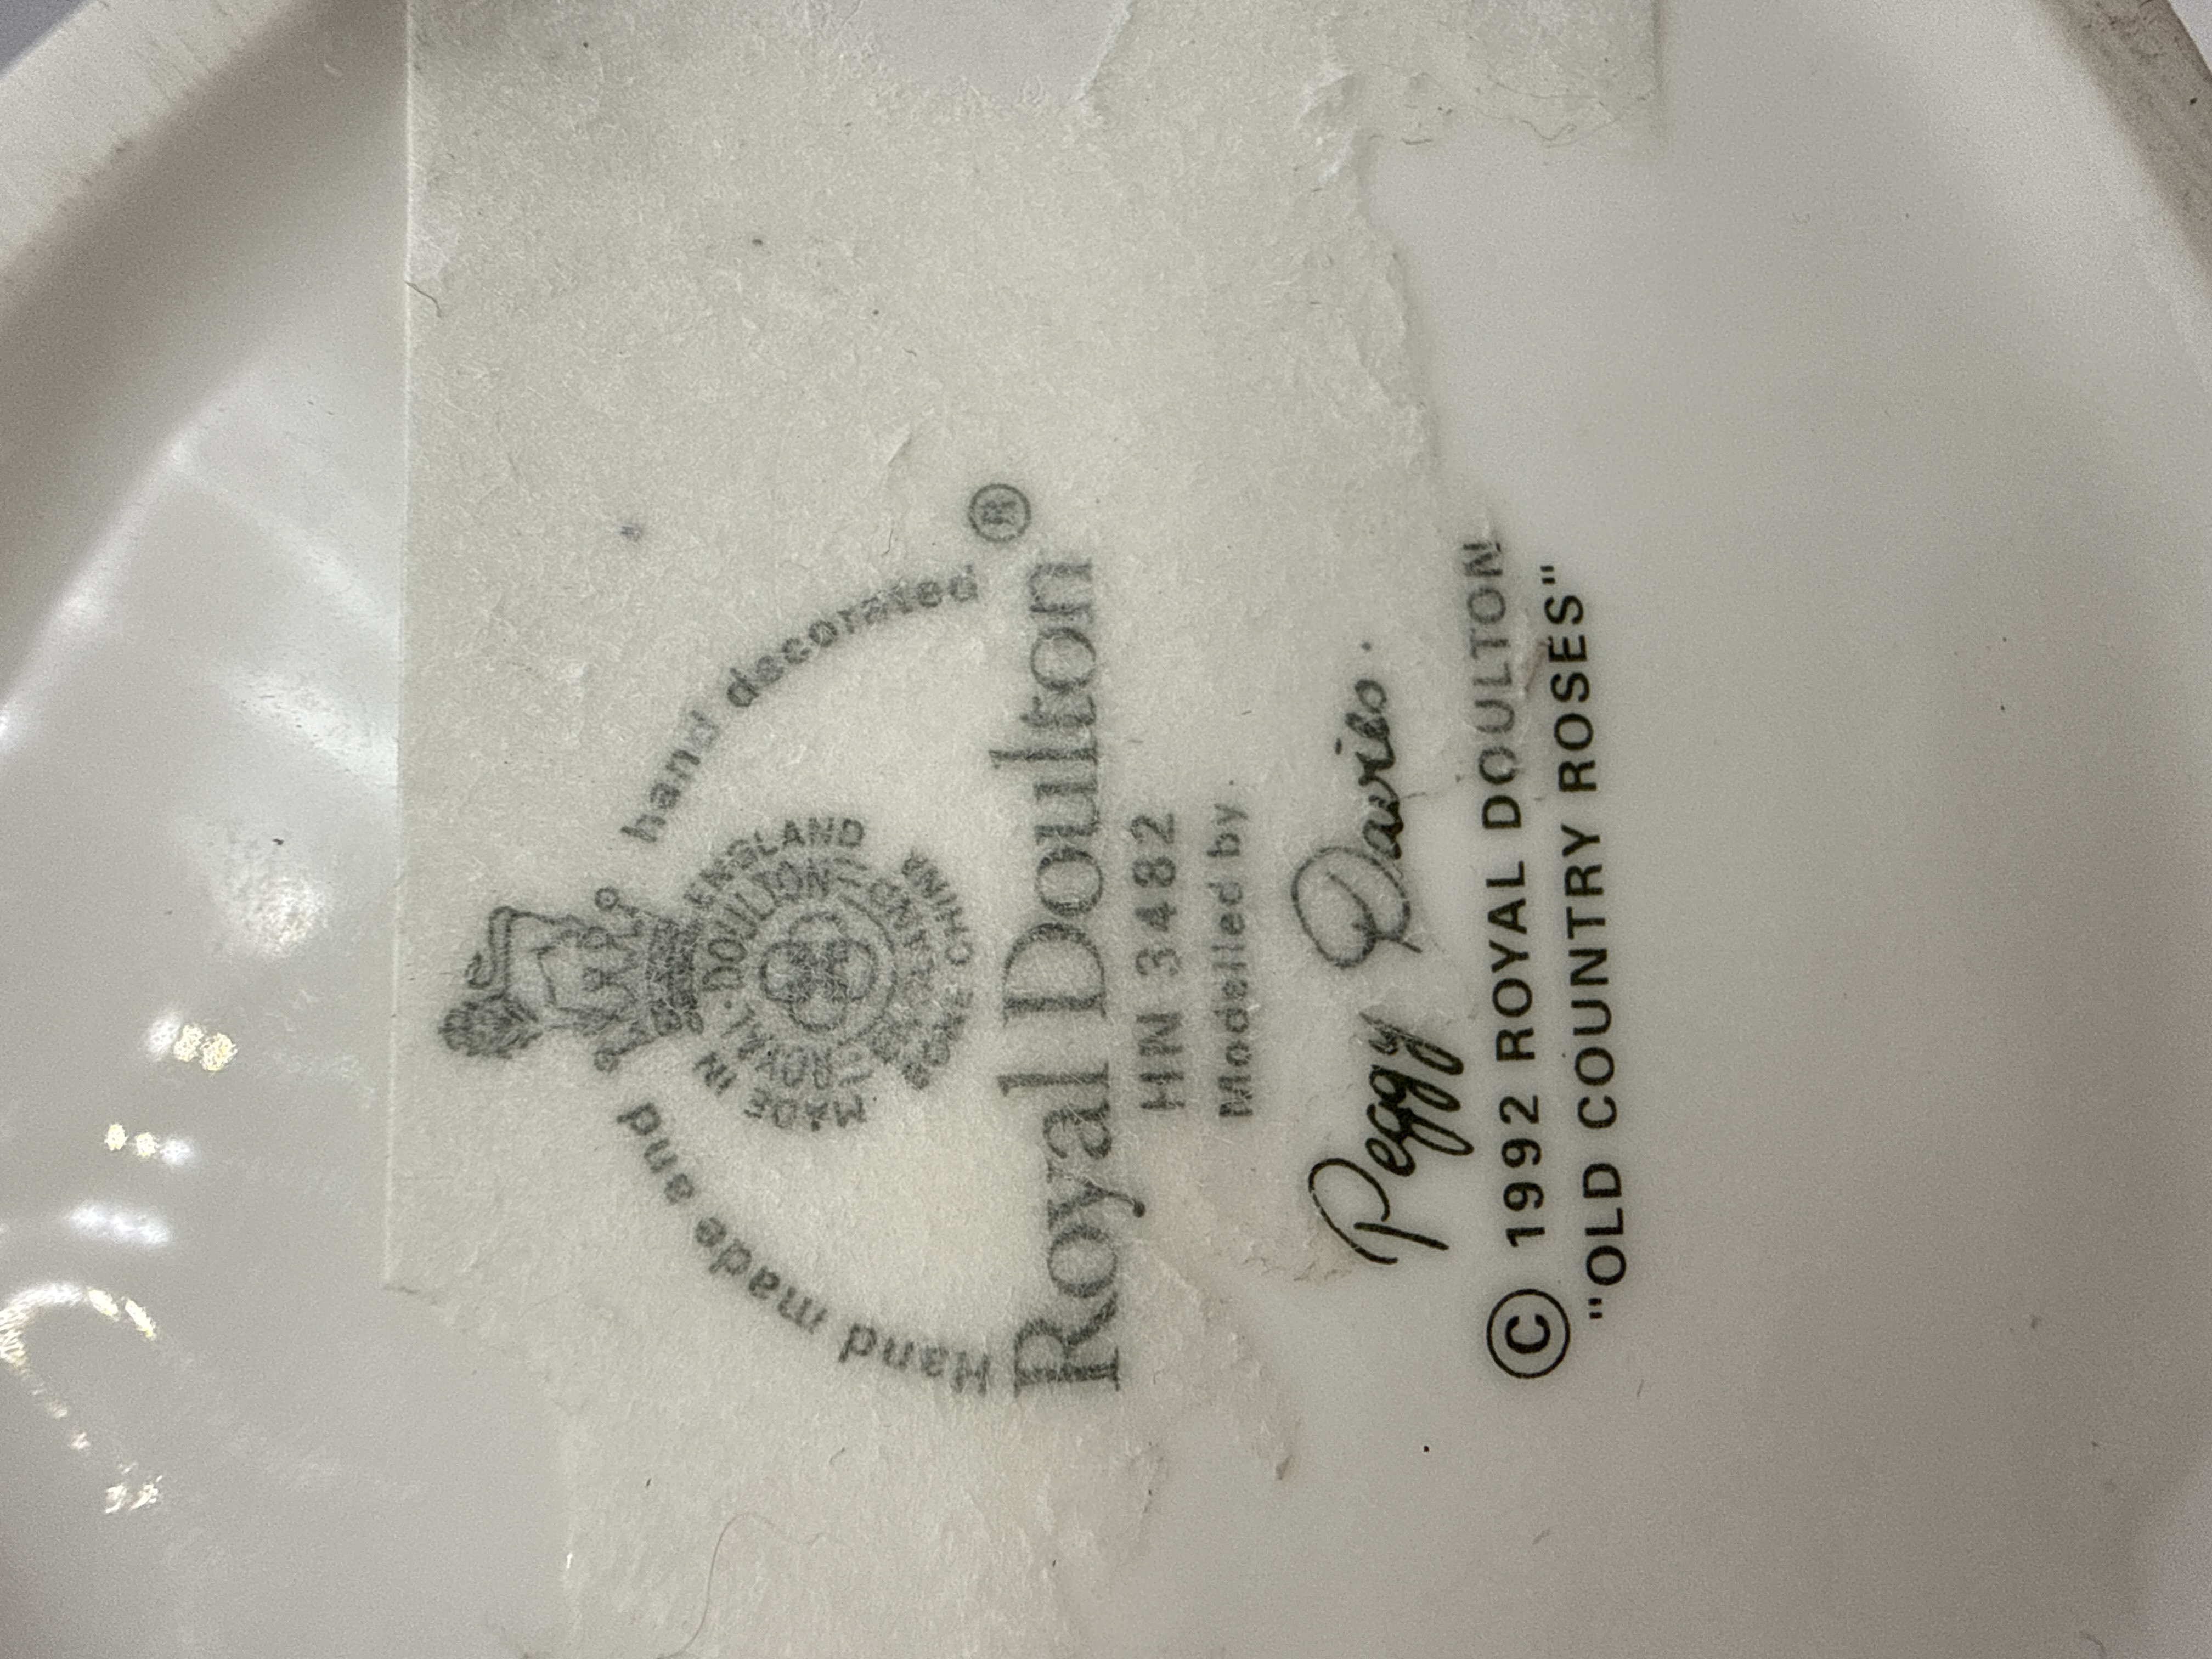 Hand made and hand decorated
MADE IN ENGLAND
ROYAL · DOULTON
BONE CHINA
Royal Doulton ®
HN 3482
Modelled by
Peggy Davies.
© 1992 ROYAL DOULTON
"OLD COUNTRY ROSES"